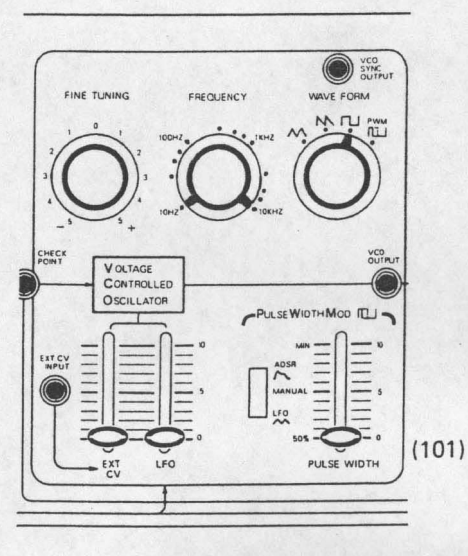 VCO
SYNC
OUTPUT
FINE TUNING
FREQUENCY
WAVE FORM
0
1 1
2 2
3 3
4 4
5 5
− +
100HZ
1KHZ
10HZ
10KHZ
PWM
CHECK
POINT
VOLTAGE
CONTROLLED
OSCILLATOR
VCO
OUTPUT
PULSE WIDTH MOD
EXT CV
INPUT
10
5
0
EXT
CV
LFO
ADSR
MANUAL
LFO
MIN
50%
10
5
0
PULSE WIDTH
(101)